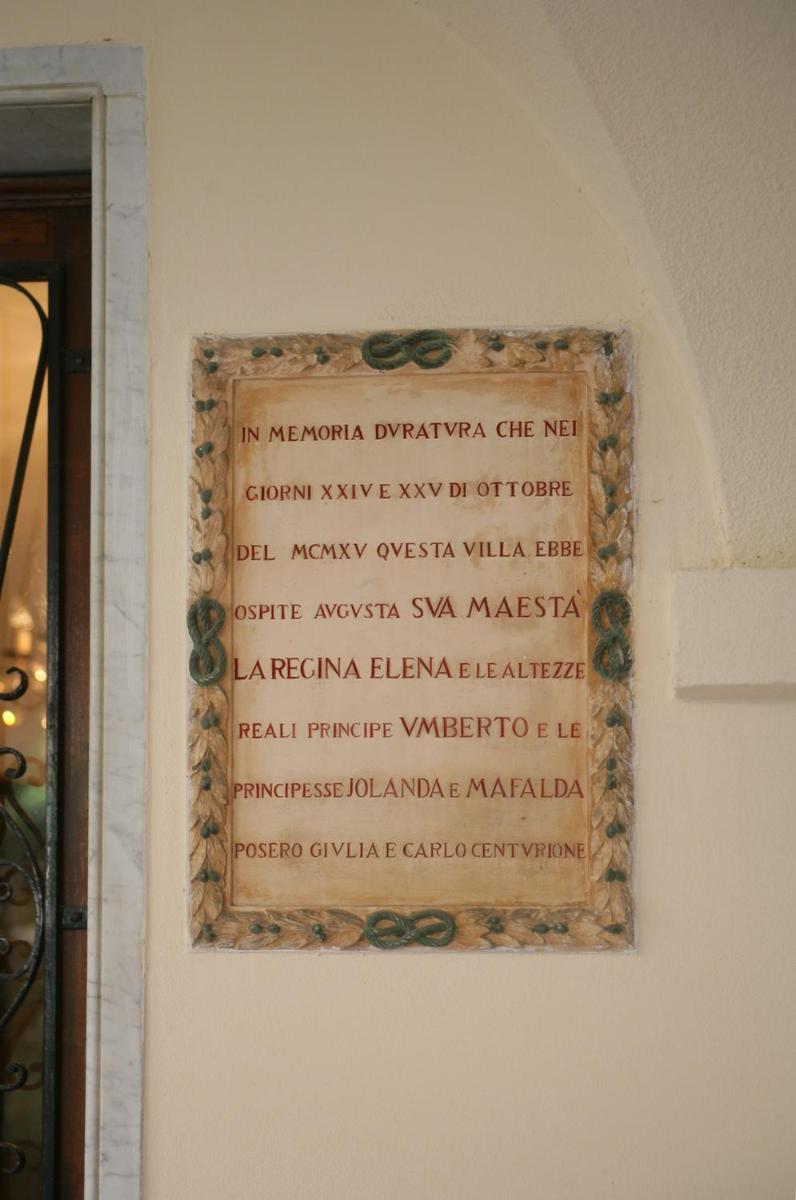 IN MEMORIA DVRATVRA CHE NEI
GIORNI XXIV E XXV DI OTTOBRE
DEL MCMXV QVESTA VILLA EBBE
OSPITE AVGVSTA SVA MAESTÀ
LA REGINA ELENA E LE ALTEZZE
REALI PRINCIPE VMBERTO E LE
PRINCIPESSE JOLANDA E MAFALDA
POSERO GIVLIA E CARLO CENTVRIONE